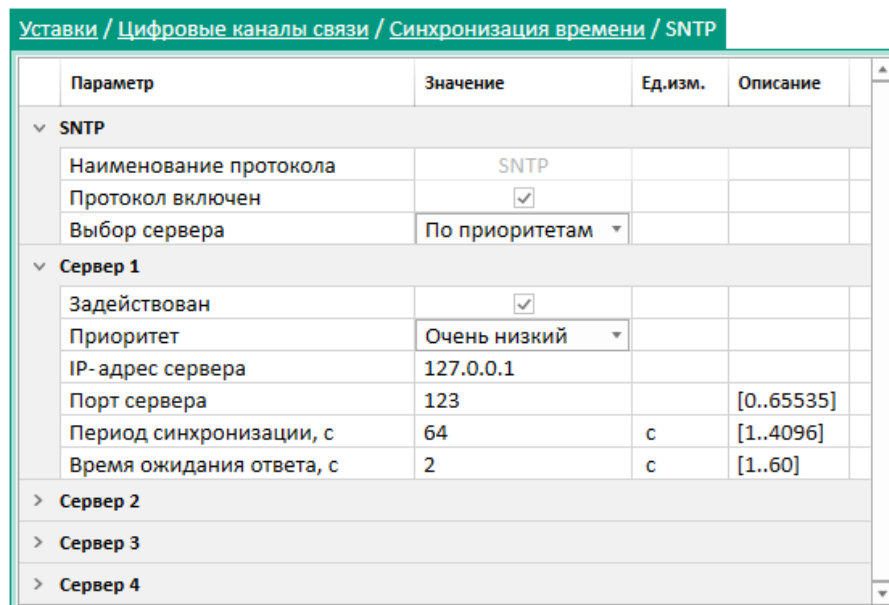 Уставки / Цифровые каналы связи / Синхронизация времени / SNTP
Параметр Значение Ед.изм. Описание
SNTP
Наименование протокола SNTP
Протокол включен
Выбор сервера По приоритетам
Сервер 1
Задействован
Приоритет Очень низкий
IP-адрес сервера 127.0.0.1
Порт сервера 123 [0..65535]
Период синхронизации, с 64 с [1..4096]
Время ожидания ответа, с 2 с [1..60]
Сервер 2
Сервер 3
Сервер 4